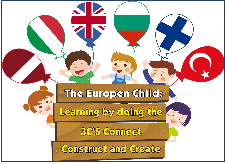 The Europen Child:
Learning by doing the
3C'S Connect
Construct and Create